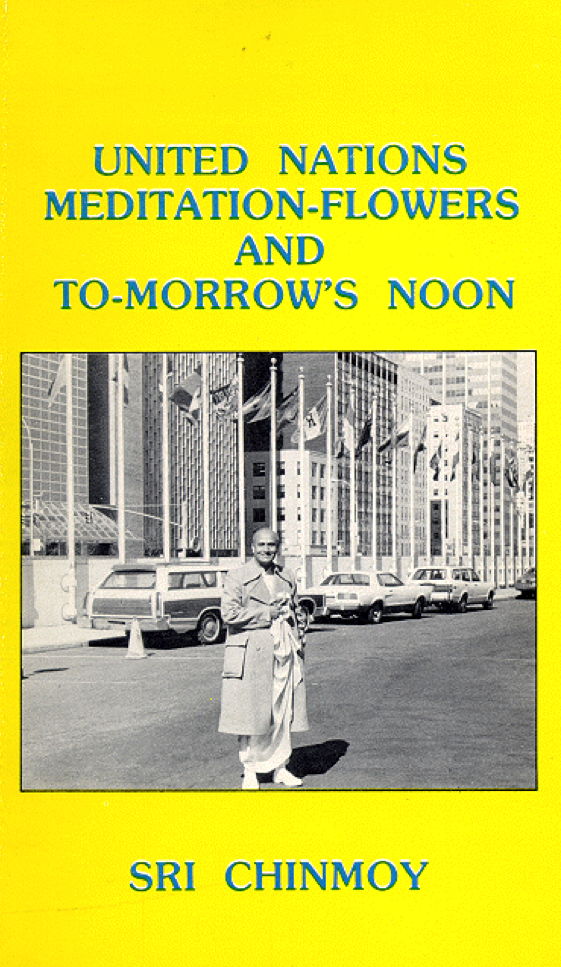 UNITED NATIONS
MEDITATION-FLOWERS
AND
TO-MORROW'S NOON
SRI CHINMOY